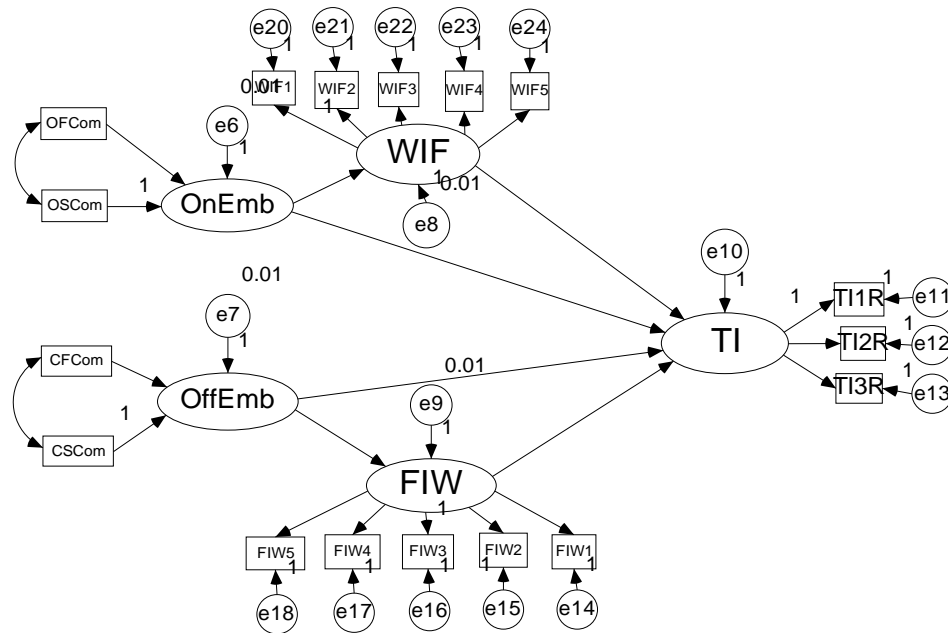 e20 e21 e22 e23 e24
1 1 1 1 1
0.01
WIF1 WIF2 WIF3 WIF4 WIF5
1
OFCom
e6
1
WIF
1
0.01
1
OSCom
OnEmb
e8
e10
1
0.01
1
1
TI1R
e11
e7
1
TI
1
TI2R
e12
CFCom
0.01
1
TI3R
e13
OffEmb
e9
1
1
CSCom
FIW
1
FIW5 FIW4 FIW3 FIW2 FIW1
1 1 1 1 1
e18 e17 e16 e15 e14